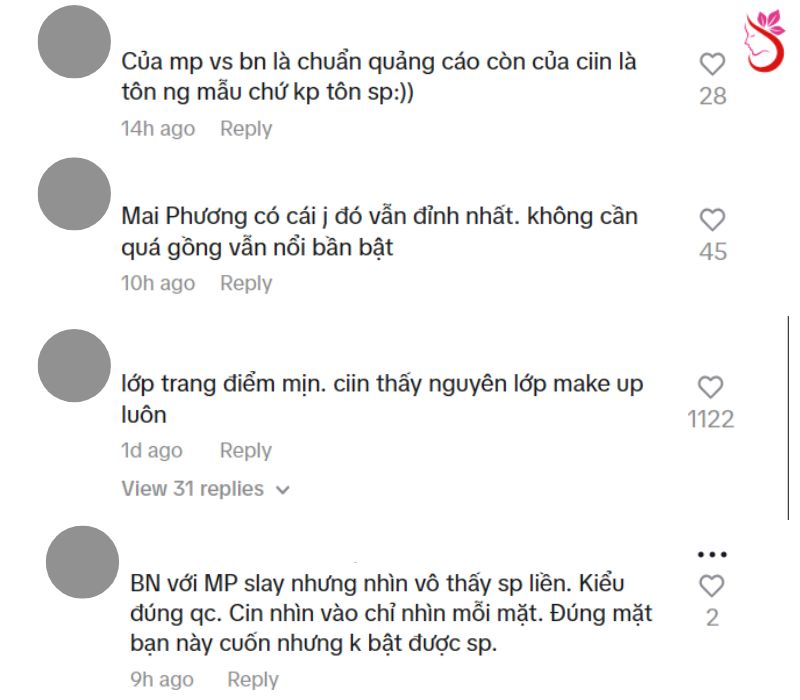 Của mp vs bn là chuẩn quảng cáo còn của ciin là
tôn ng mẫu chứ kp tôn sp:))
28
14h ago Reply
Mai Phương có cái j đó vẫn đỉnh nhất. không cần
quá gồng vẫn nổi bần bật
45
10h ago Reply
lớp trang điểm mịn. ciin thấy nguyên lớp make up
luôn
1122
1d ago Reply
View 31 replies
BN với MP slay nhưng nhìn vô thấy sp liền. Kiểu
đúng qc. Cin nhìn vào chỉ nhìn mỗi mặt. Đúng mặt
bạn này cuốn nhưng k bật được sp.
2
9h ago Reply